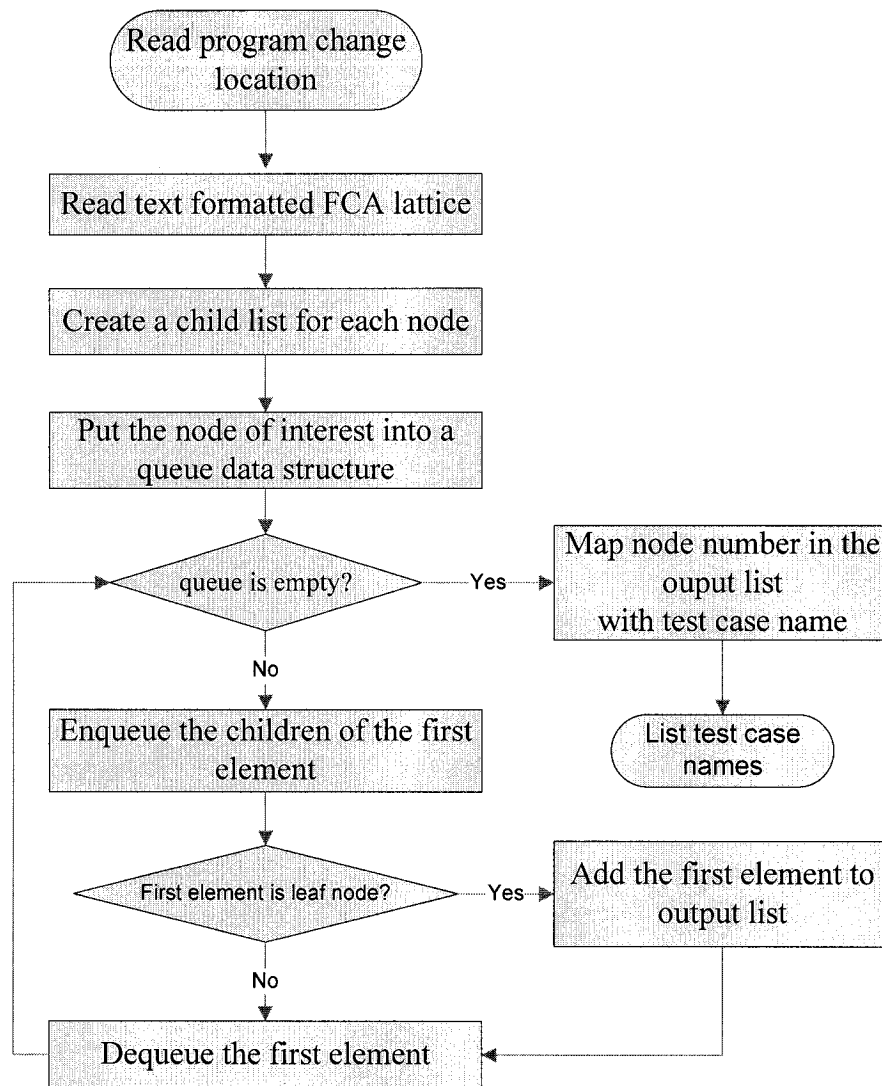 Read program change
location
Read text formatted FCA lattice
Create a child list for each node
Put the node of interest into a
queue data structure
queue is empty?
Yes
Map node number in the
ouput list
with test case name
No
Enqueue the children of the first
element
List test case
names
First element is leaf node?
Yes
Add the first element to
output list
No
Dequeue the first element